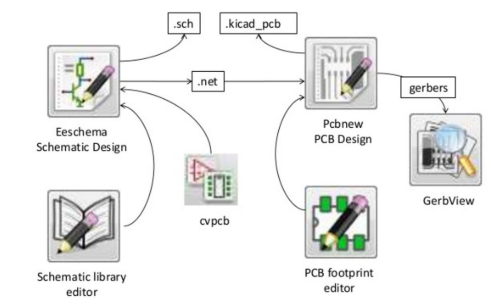 .sch
.kicad_pcb
.net
gerbers
Eeschema
Schematic Design
Pcbnew
PCB Design
GerbView
cvpcb
Schematic library
editor
PCB footprint
editor